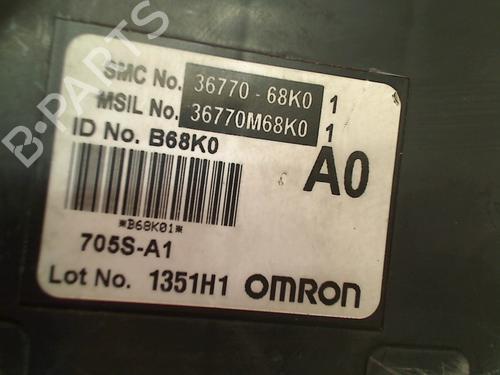 SMC No. 36770-68K0 1
MSIL No. 36770M68K0 1
ID No. B68K0
A0
*B68K01*
705S-A1
Lot No. 1351H1 OMRON
B-PARTS